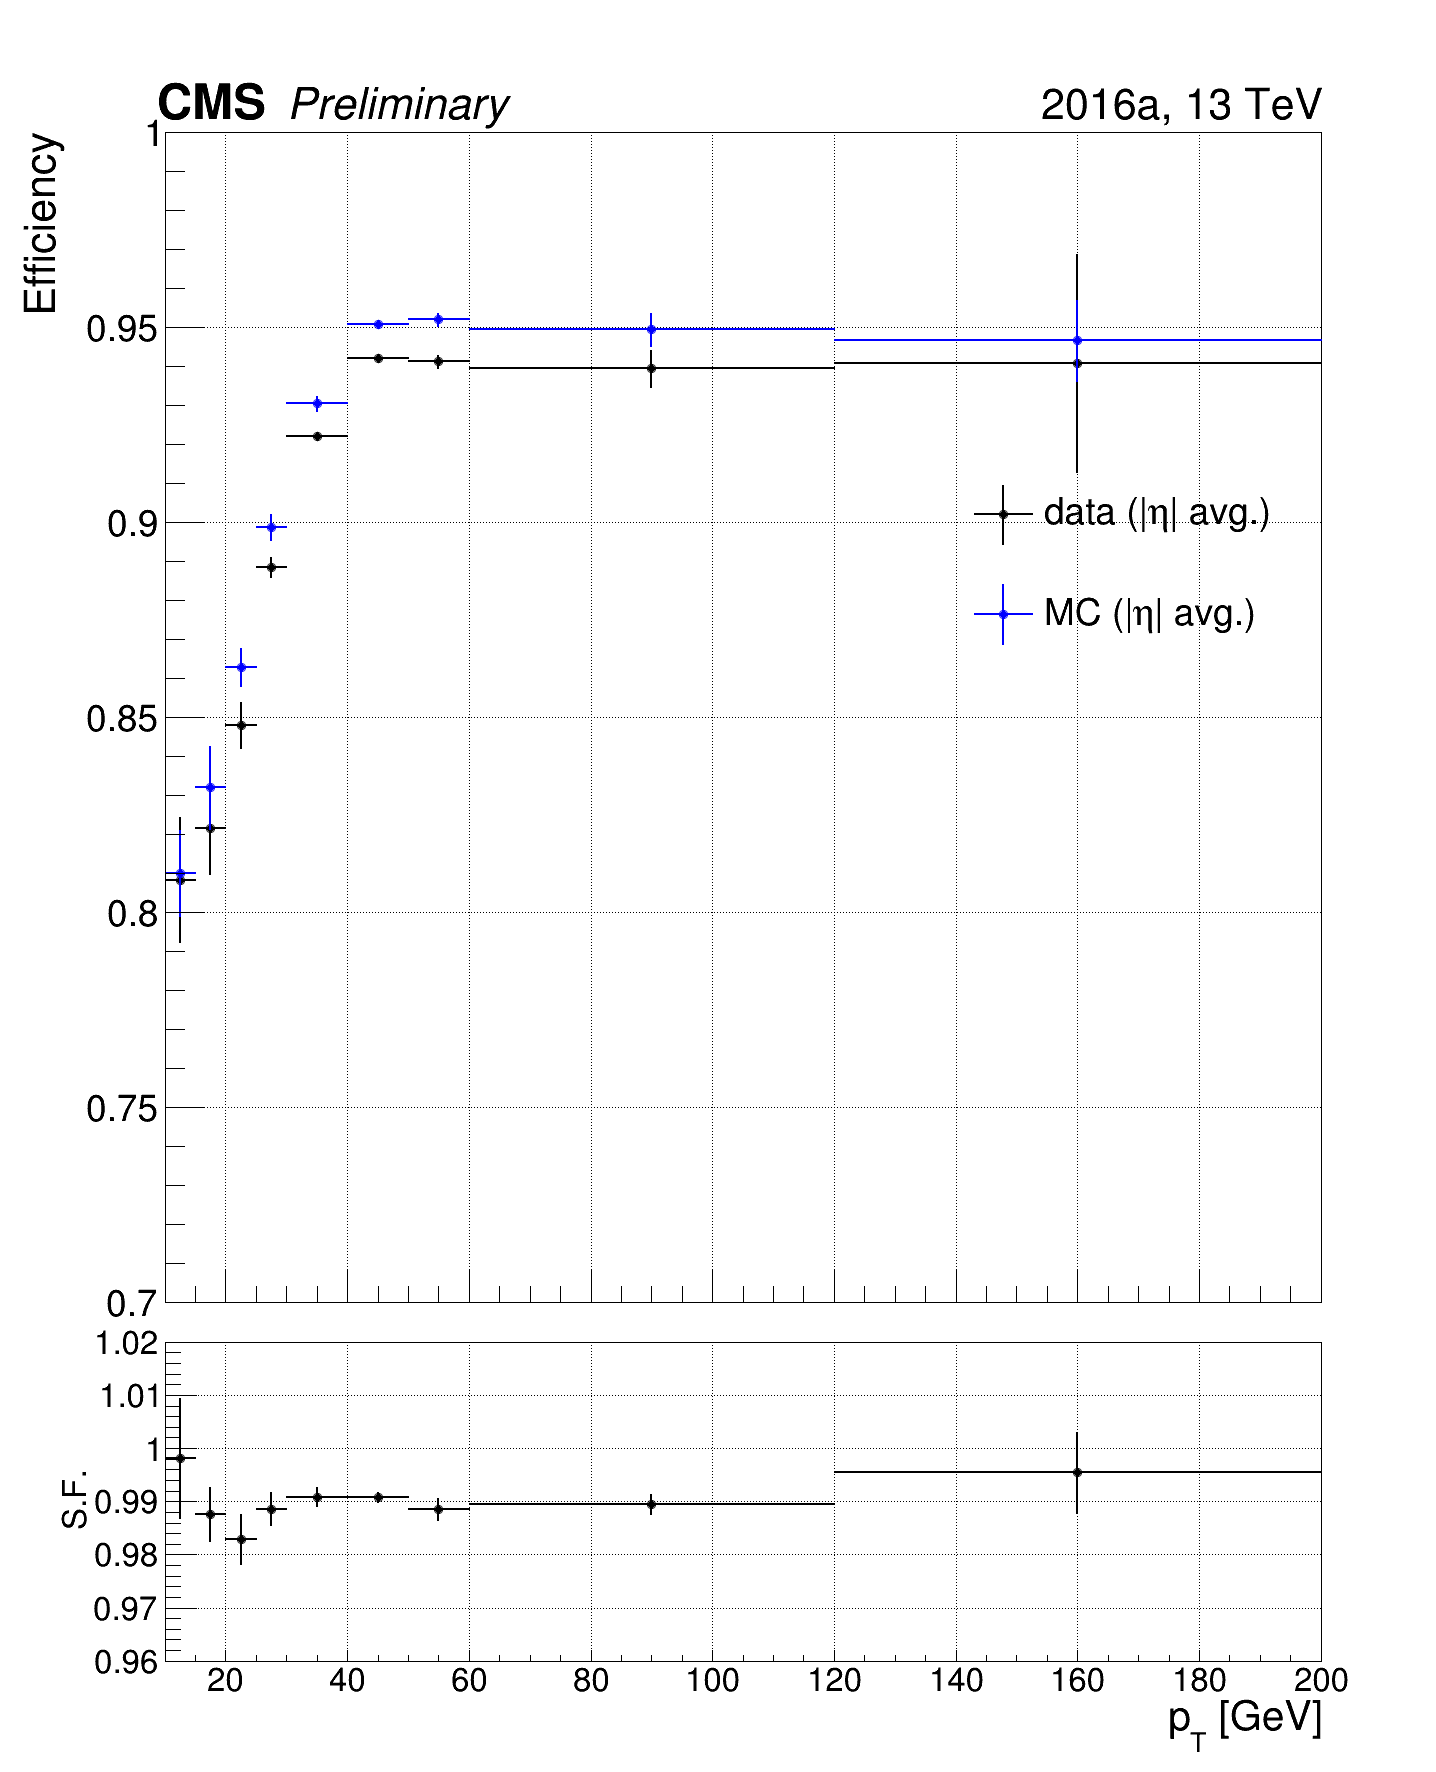 CMS Preliminary 2016a, 13 TeV
Efficiency
1
0.95
0.9
0.85
0.8
0.75
0.7
data (|η| avg.)
MC (|η| avg.)
S.F.
1.02
1.01
1
0.99
0.98
0.97
0.96
20 40 60 80 100 120 140 160 180 200
p_T [GeV]